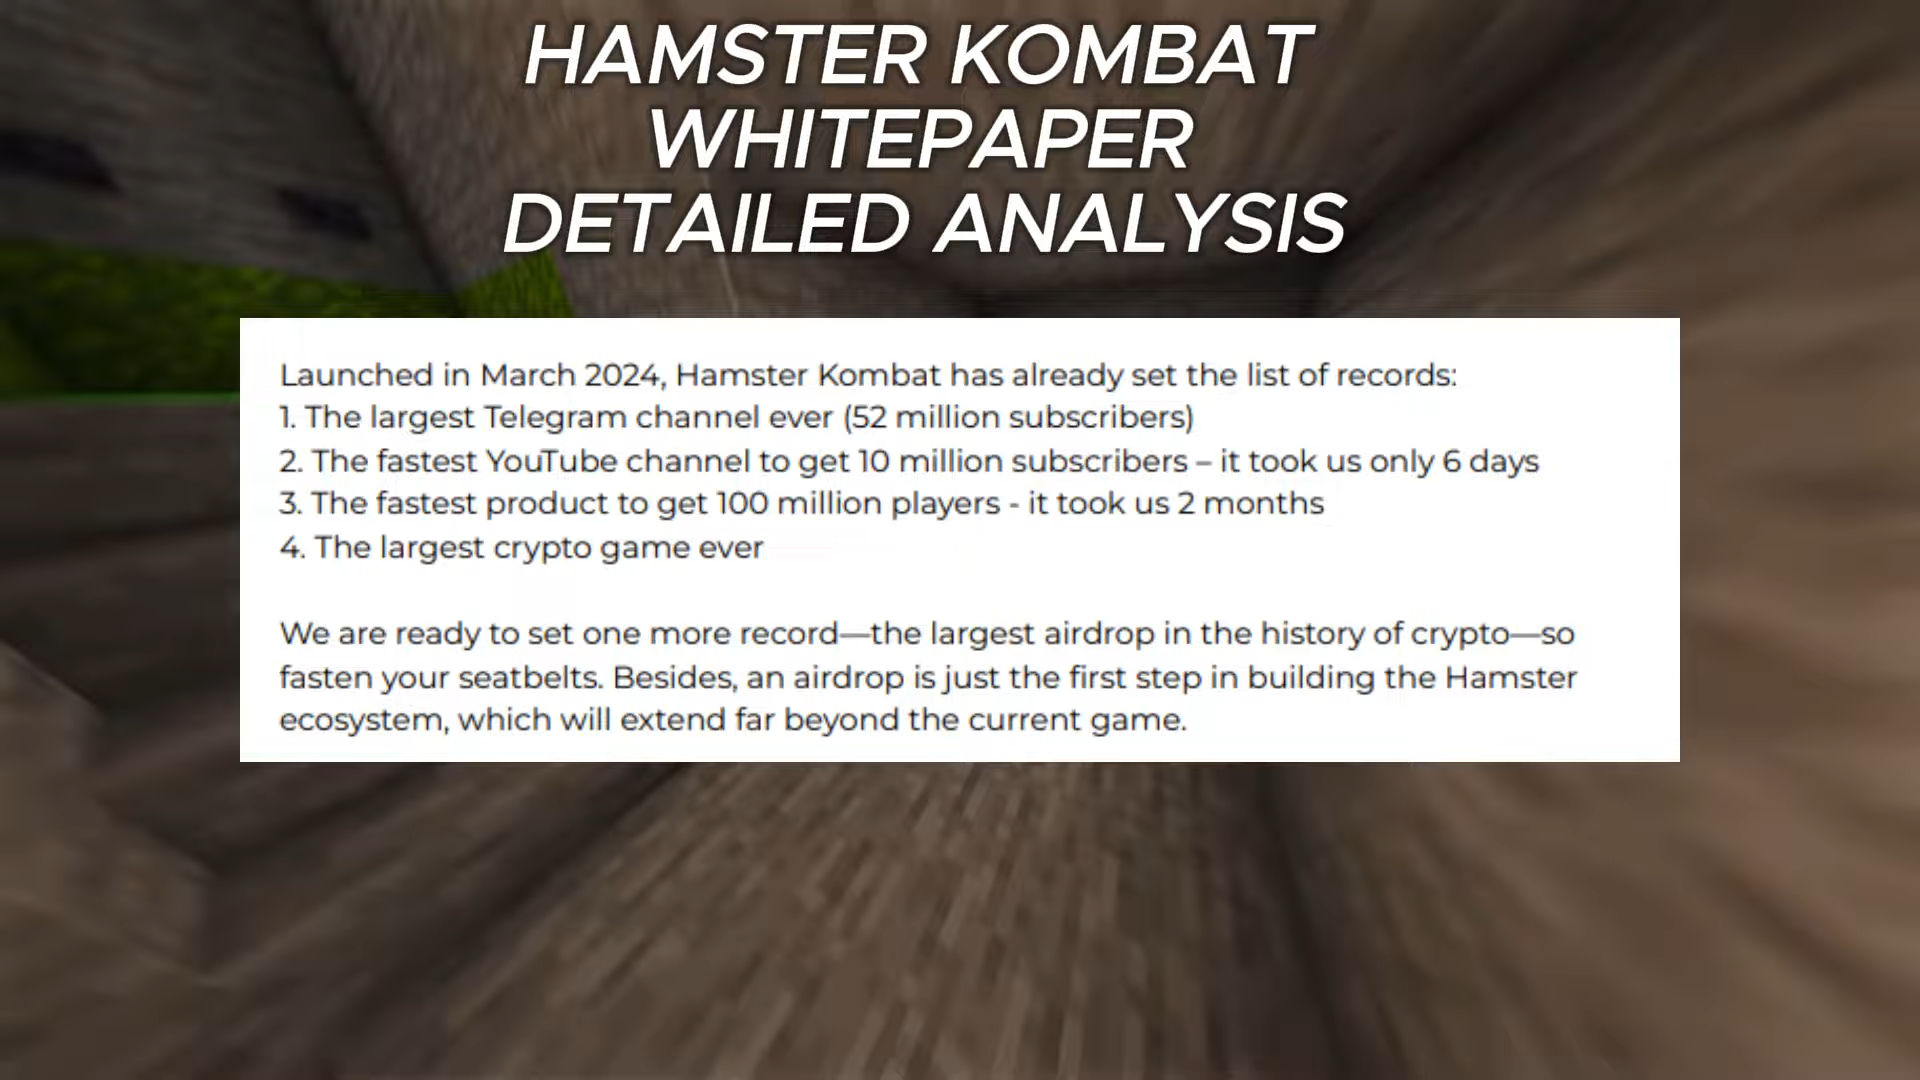 HAMSTER KOMBAT
WHITEPAPER
DETAILED ANALYSIS
Launched in March 2024, Hamster Kombat has already set the list of records:
1. The largest Telegram channel ever (52 million subscribers)
2. The fastest YouTube channel to get 10 million subscribers – it took us only 6 days
3. The fastest product to get 100 million players - it took us 2 months
4. The largest crypto game ever
We are ready to set one more record—the largest airdrop in the history of crypto—so
fasten your seatbelts. Besides, an airdrop is just the first step in building the Hamster
ecosystem, which will extend far beyond the current game.